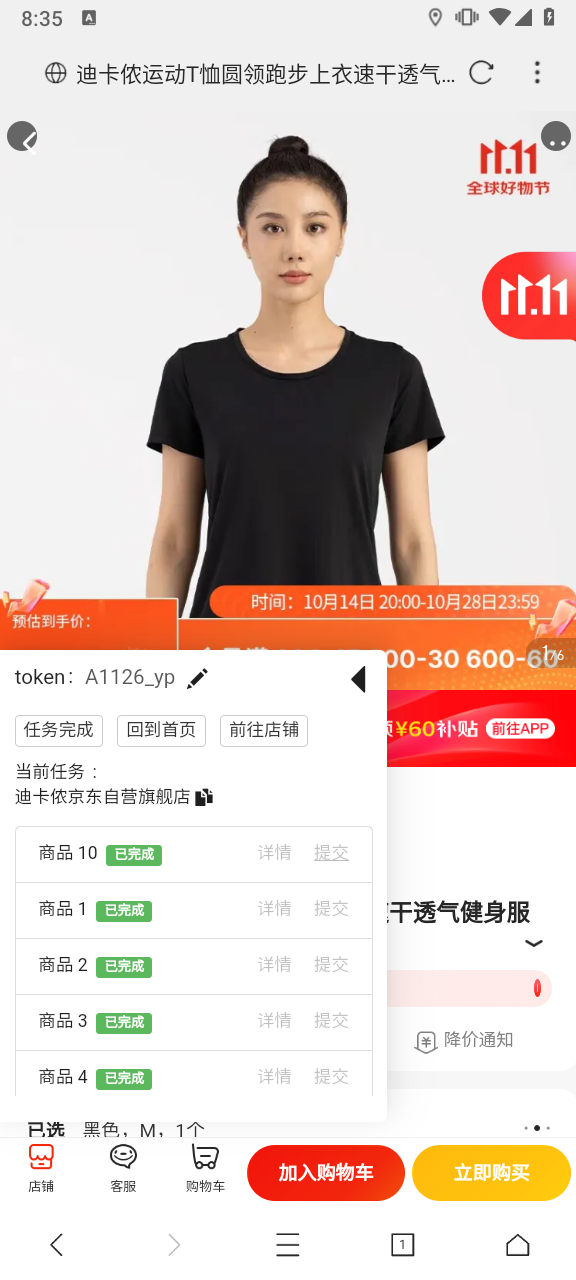 8:35
迪卡侬运动T恤圆领跑步上衣速干透气...
11.11
全球好物节
11.11
时间：10月14日 20:00-10月28日23:59
预估到手价：
00-30 600-60
1/6
token：A1126_yp
¥60补贴 前往APP
任务完成 回到首页 前往店铺
当前任务：
迪卡侬京东自营旗舰店
商品 10 已完成 详情 提交
商品 1 已完成 详情 提交
干透气健身服
商品 2 已完成 详情 提交
商品 3 已完成 详情 提交
降价通知
商品 4 已完成 详情 提交
已选 黑色，M，1个
店铺 客服 购物车 加入购物车 立即购买
1